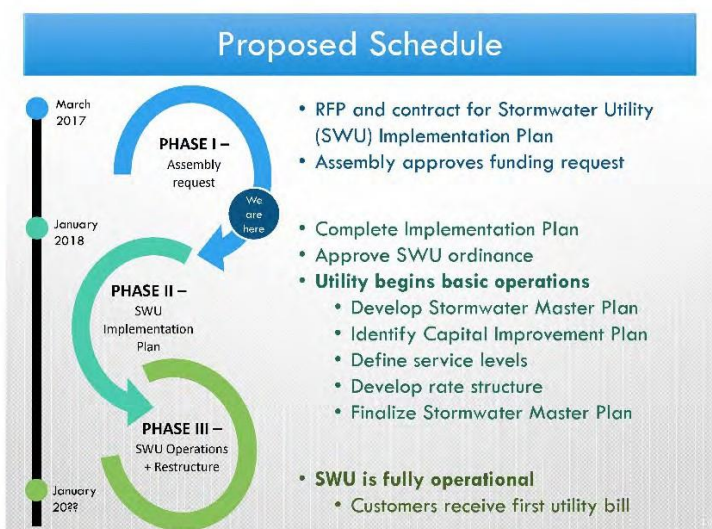 Proposed Schedule
March
2017
PHASE I –
Assembly
request
We
are
here
• RFP and contract for Stormwater Utility
(SWU) Implementation Plan
• Assembly approves funding request
January
2018
PHASE II –
SWU
Implementation
Plan
• Complete Implementation Plan
• Approve SWU ordinance
• Utility begins basic operations
• Develop Stormwater Master Plan
• Identify Capital Improvement Plan
• Define service levels
• Develop rate structure
• Finalize Stormwater Master Plan
PHASE III –
SWU Operations
+ Restructure
January
20??
• SWU is fully operational
• Customers receive first utility bill